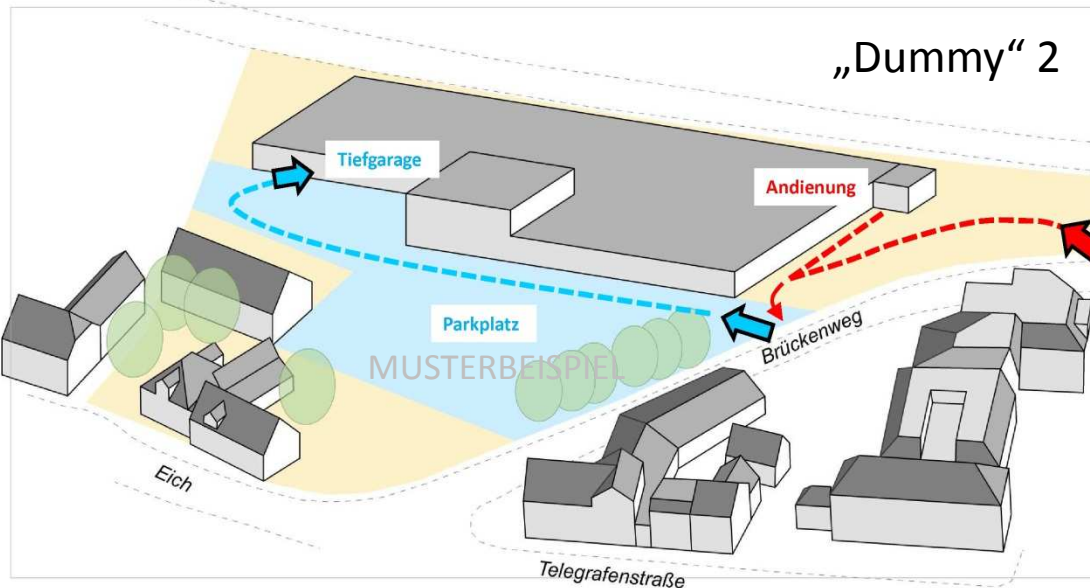 „Dummy“ 2
Tiefgarage
Andienung
Parkplatz
Brückenweg
MUSTERBEISPIEL
Eich
Telegrafenstraße